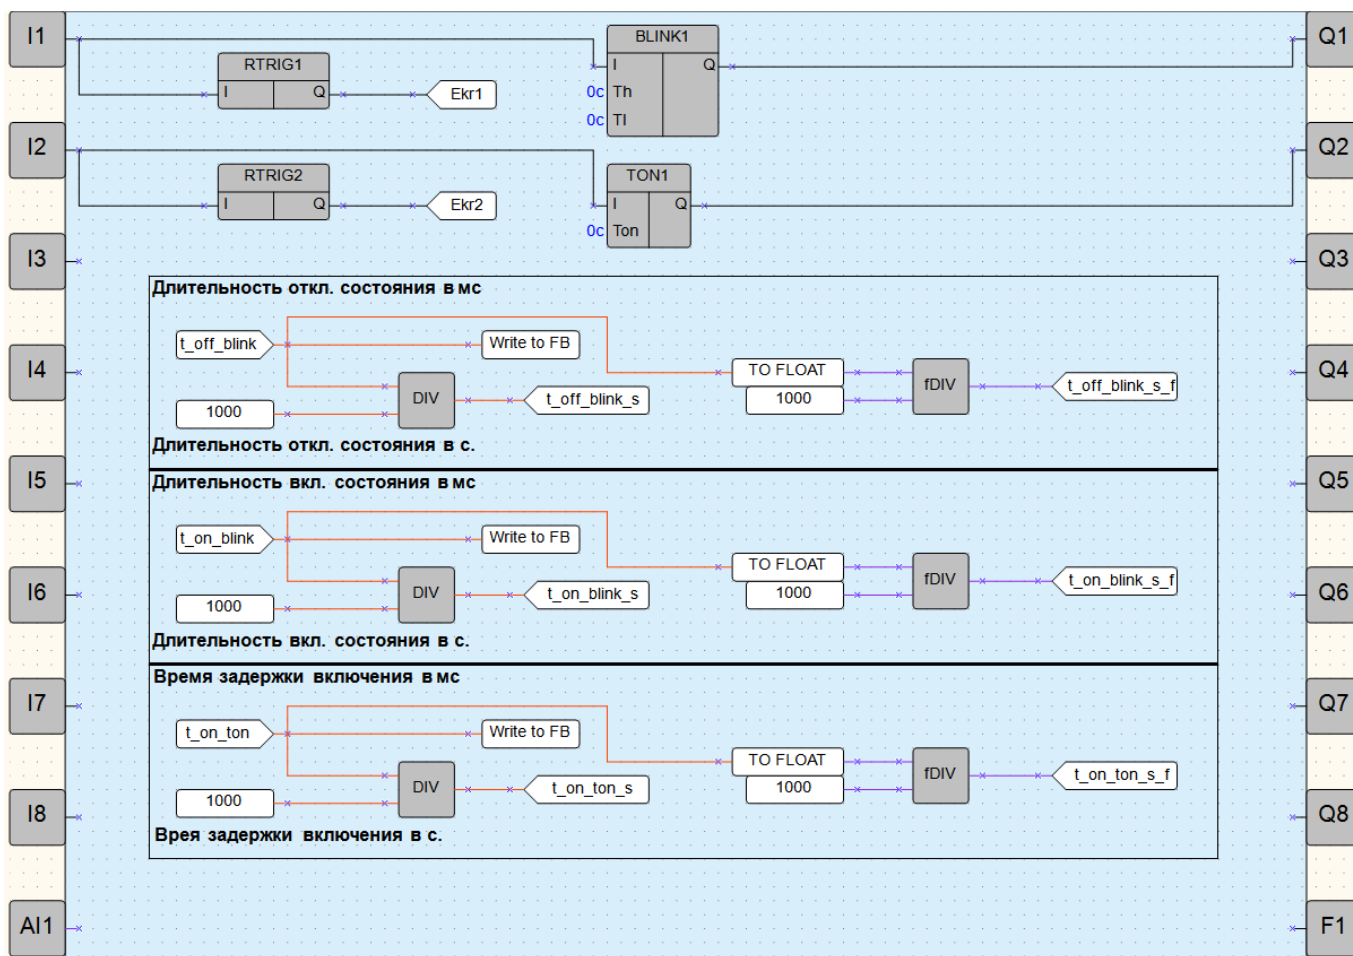 I1
BLINK1
Q1
RTRIG1
I Q
0c Th
Ekr1
I Q
0c Tl
I2
RTRIG2
TON1
Q2
I Q
Ekr2
I Q
0c Ton
I3
Q3
Длительность откл. состояния в мс
t_off_blink
Write to FB
I4
TO FLOAT
fDIV
t_off_blink_s_f
Q4
1000
DIV
t_off_blink_s
1000
Длительность откл. состояния в с.
I5
Длительность вкл. состояния в мс
Q5
t_on_blink
Write to FB
I6
TO FLOAT
fDIV
t_on_blink_s_f
Q6
1000
DIV
t_on_blink_s
1000
Длительность вкл. состояния в с.
I7
Время задержки включения в мс
Q7
t_on_ton
Write to FB
TO FLOAT
fDIV
t_on_ton_s_f
1000
DIV
t_on_ton_s
1000
I8
Врея задержки включения в с.
Q8
AI1
F1